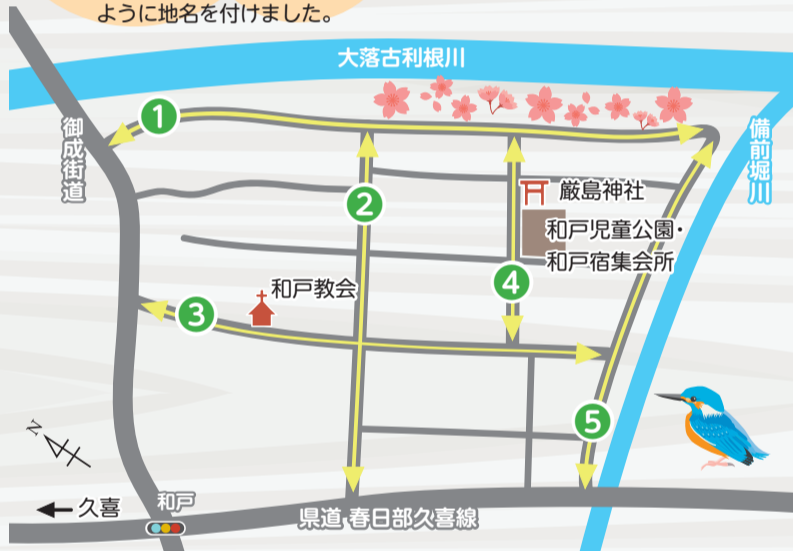 ように地名を付けました。
大落古利根川
1
御成街道
備前堀川
2
厳島神社
和戸児童公園・
和戸宿集会所
4
和戸教会
3
5
N
久喜
和戸
県道 春日部久喜線